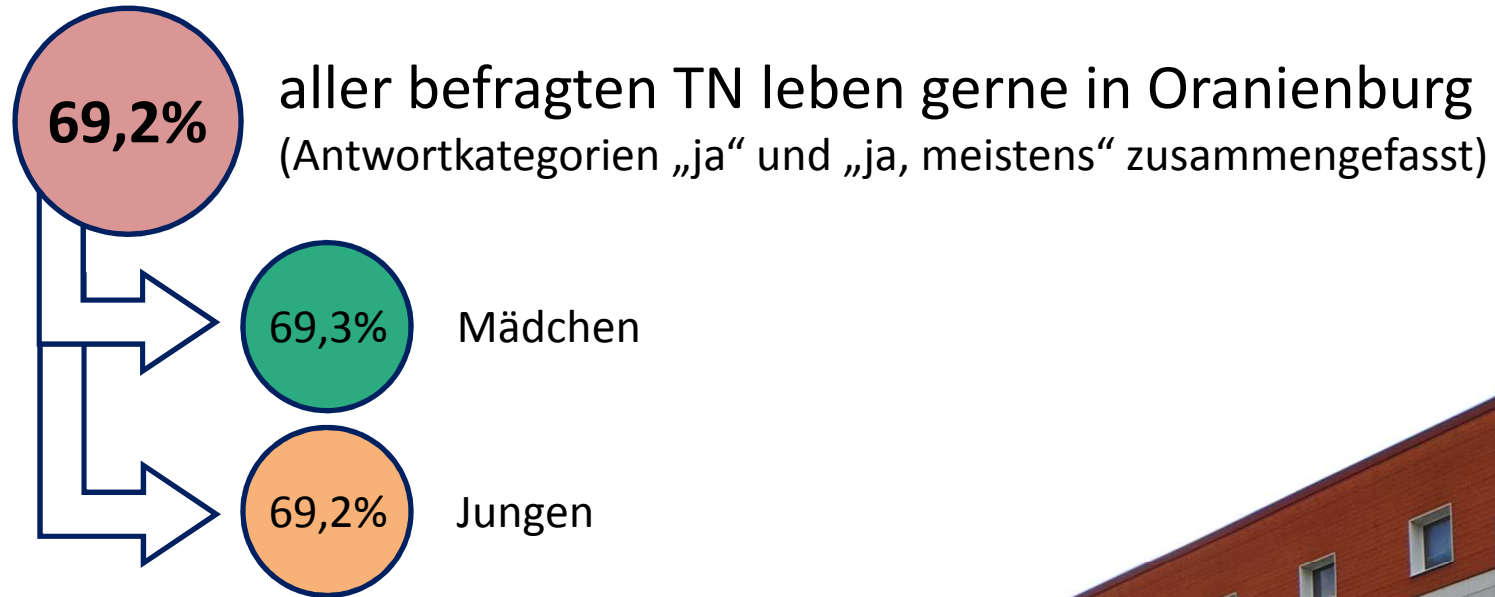 69,2%
aller befragten TN leben gerne in Oranienburg
(Antwortkategorien „ja“ und „ja, meistens“ zusammengefasst)
69,3%
Mädchen
69,2%
Jungen